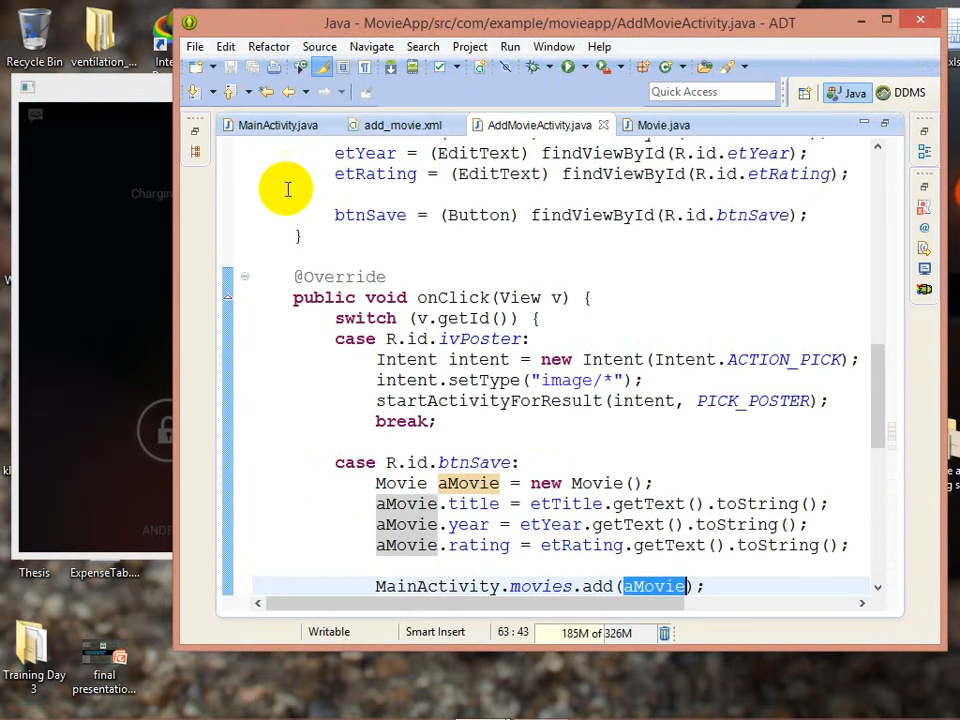 Java - MovieApp/src/com/example/movieapp/AddMovieActivity.java - ADT
File Edit Refactor Source Navigate Search Project Run Window Help
Quick Access
Java
DDMS
MainActivity.java
add_movie.xml
AddMovieActivity.java
Movie.java
etYear = (EditText) findViewById(R.id.etYear);
etRating = (EditText) findViewById(R.id.etRating);
btnSave = (Button) findViewById(R.id.btnSave);
}
@Override
public void onClick(View v) {
switch (v.getId()) {
case R.id.ivPoster:
Intent intent = new Intent(Intent.ACTION_PICK);
intent.setType("image/*");
startActivityForResult(intent, PICK_POSTER);
break;
case R.id.btnSave:
Movie aMovie = new Movie();
aMovie.title = etTitle.getText().toString();
aMovie.year = etYear.getText().toString();
aMovie.rating = etRating.getText().toString();
MainActivity.movies.add(aMovie);
Writable
Smart Insert
63 : 43
185M of 326M
Recycle Bin
ventilation_...
Inte
Charging
ANDR
Thesis
ExpenseTab....
Training Day
3
final
presentatio...